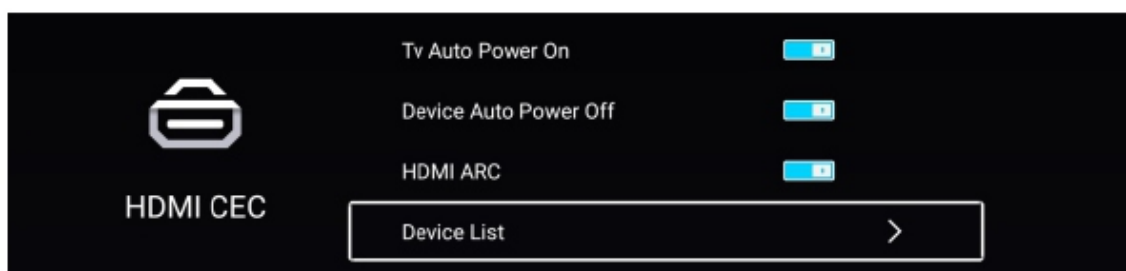 Tv Auto Power On
Device Auto Power Off
HDMI ARC
HDMI CEC
Device List